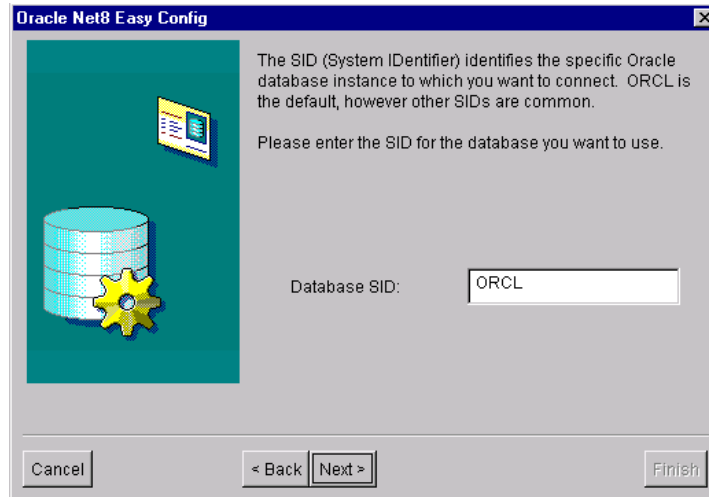 Oracle Net8 Easy Config
The SID (System IDentifier) identifies the specific Oracle
database instance to which you want to connect. ORCL is
the default, however other SIDs are common.
Please enter the SID for the database you want to use.
Database SID:
ORCL
Cancel
< Back
Next >
Finish